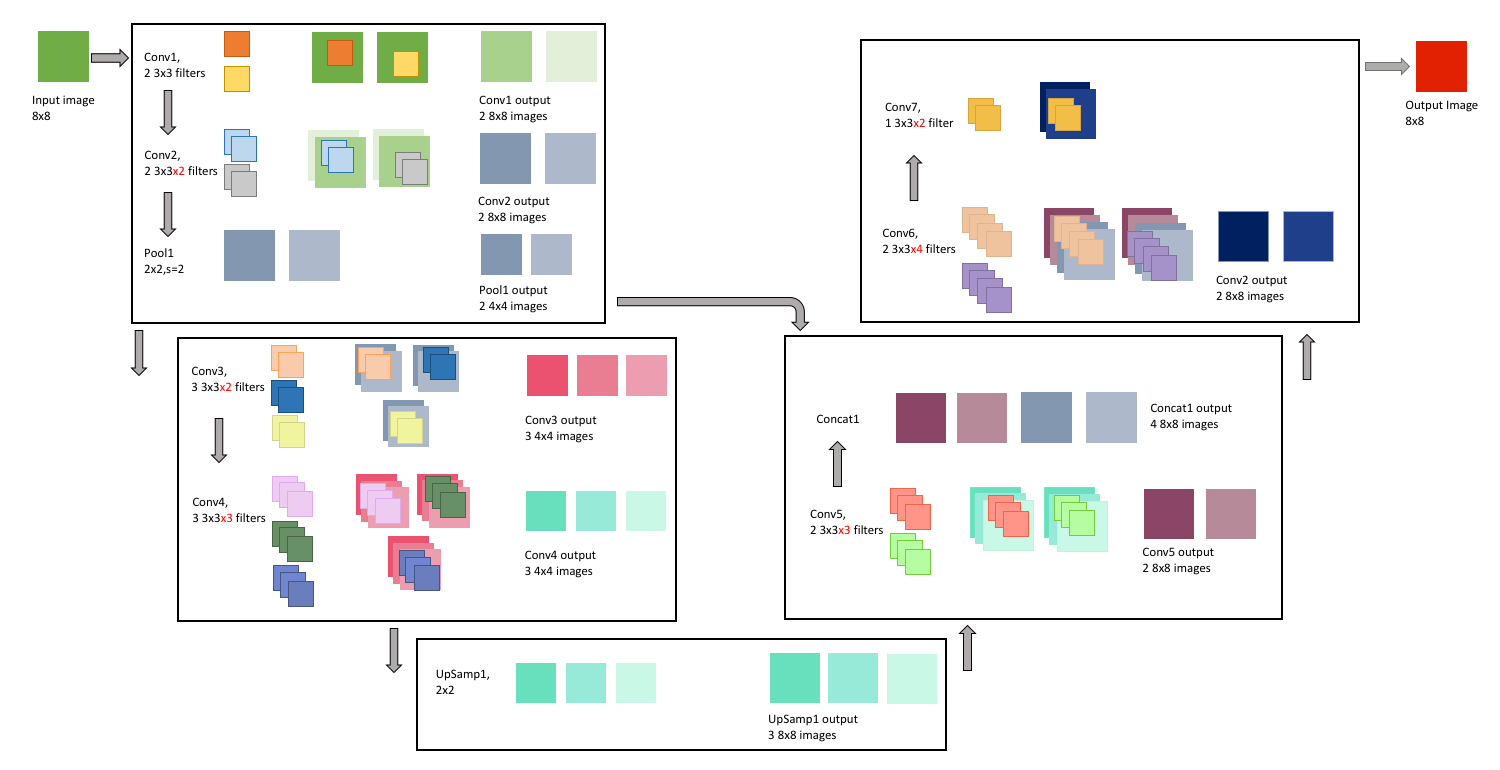 Input image
8x8
Conv1,
2 3x3 filters
Conv1 output
2 8x8 images
Conv2,
2 3x3x2 filters
Conv2 output
2 8x8 images
Pool1
2x2,s=2
Pool1 output
2 4x4 images
Conv3,
3 3x3x2 filters
Conv3 output
3 4x4 images
Conv4,
3 3x3x3 filters
Conv4 output
3 4x4 images
UpSamp1,
2x2
UpSamp1 output
3 8x8 images
Conv5,
2 3x3x3 filters
Conv5 output
2 8x8 images
Concat1
Concat1 output
4 8x8 images
Conv6,
2 3x3x4 filters
Conv2 output
2 8x8 images
Conv7,
1 3x3x2 filter
Output Image
8x8